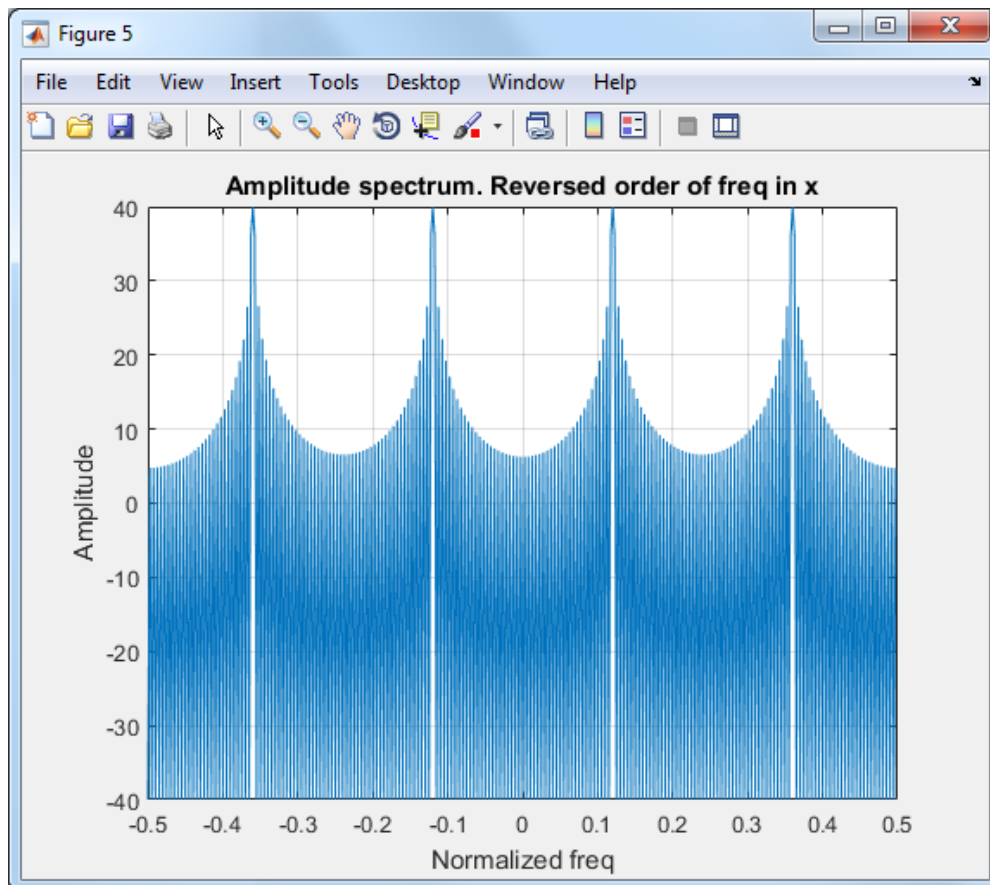 Figure 5
File Edit View Insert Tools Desktop Window Help
Amplitude spectrum. Reversed order of freq in x
40
30
20
10
0
-10
-20
-30
-40
Amplitude
-0.5 -0.4 -0.3 -0.2 -0.1 0 0.1 0.2 0.3 0.4 0.5
Normalized freq